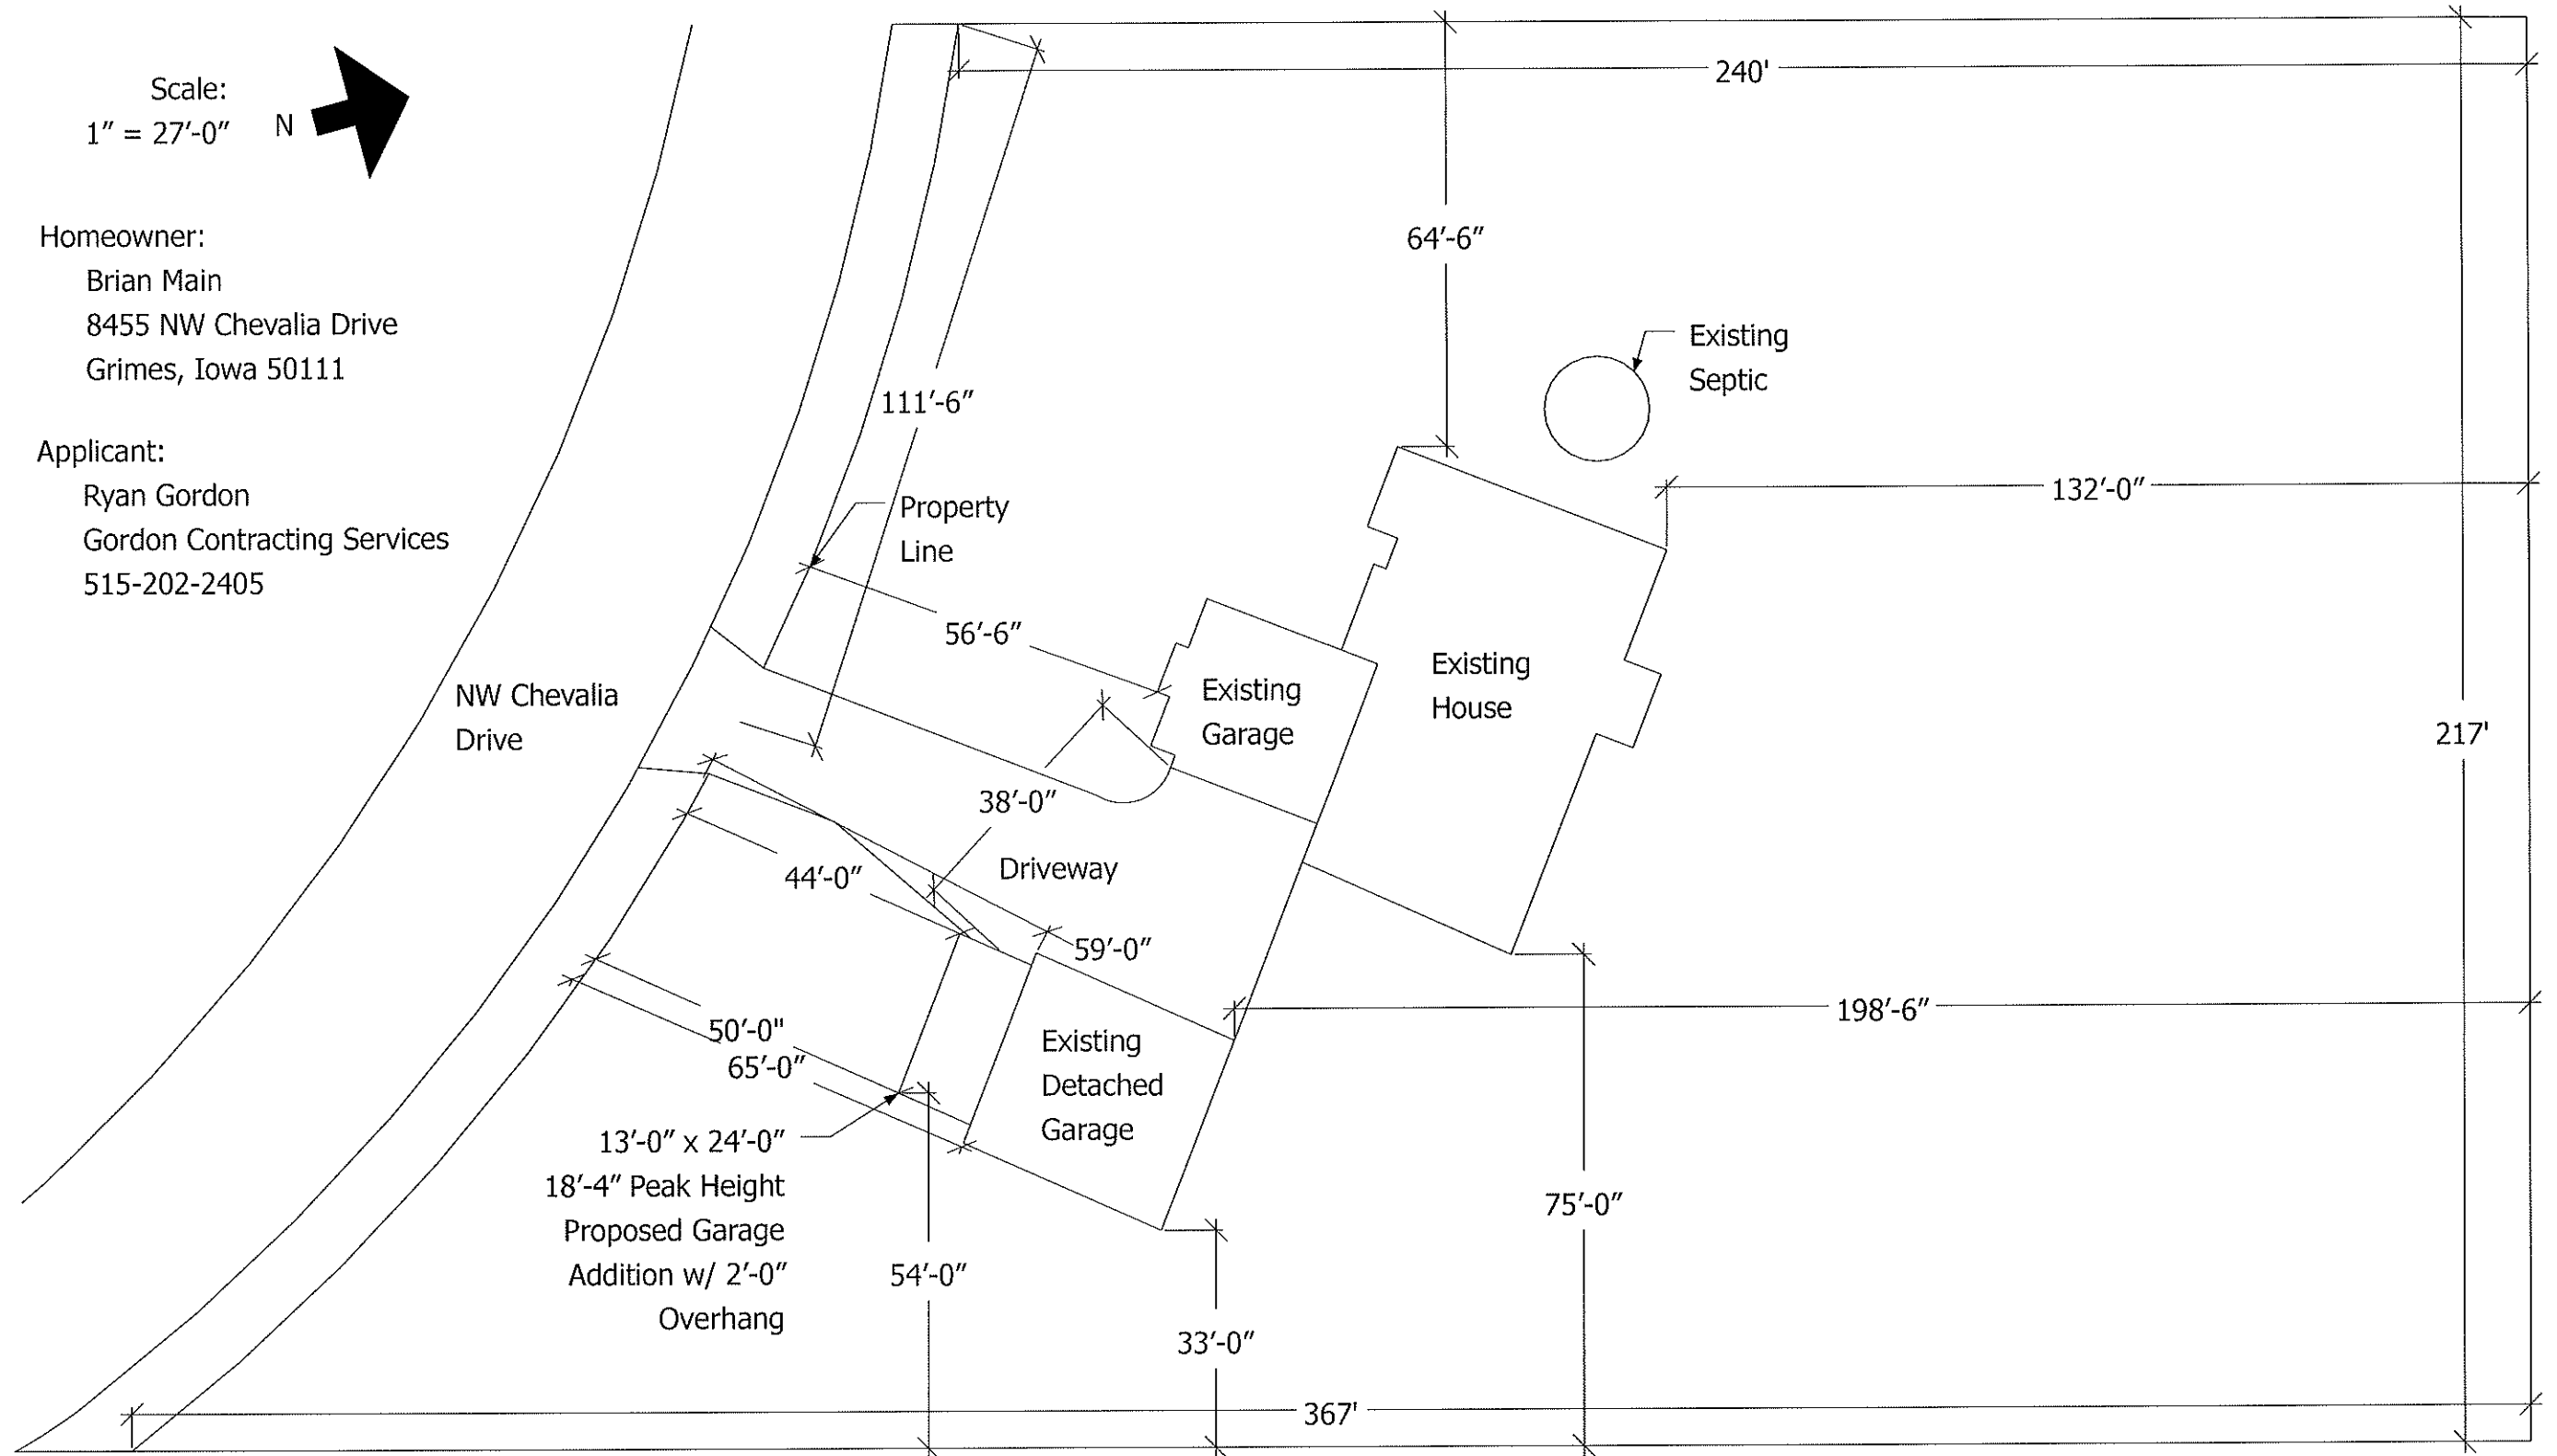 Scale:
1" = 27'-0"
N
Homeowner:
Brian Main
8455 NW Chevalia Drive
Grimes, Iowa 50111
Applicant:
Ryan Gordon
Gordon Contracting Services
515-202-2405
240'
64'-6"
Existing
Septic
111'-6"
132'-0"
Property
Line
56'-6"
NW Chevalia
Drive
Existing
Garage
Existing
House
217'
38'-0"
44'-0"
Driveway
59'-0"
198'-6"
50'-0"
65'-0"
Existing
Detached
Garage
13'-0" x 24'-0"
18'-4" Peak Height
Proposed Garage
Addition w/ 2'-0"
Overhang
54'-0"
75'-0"
33'-0"
367'